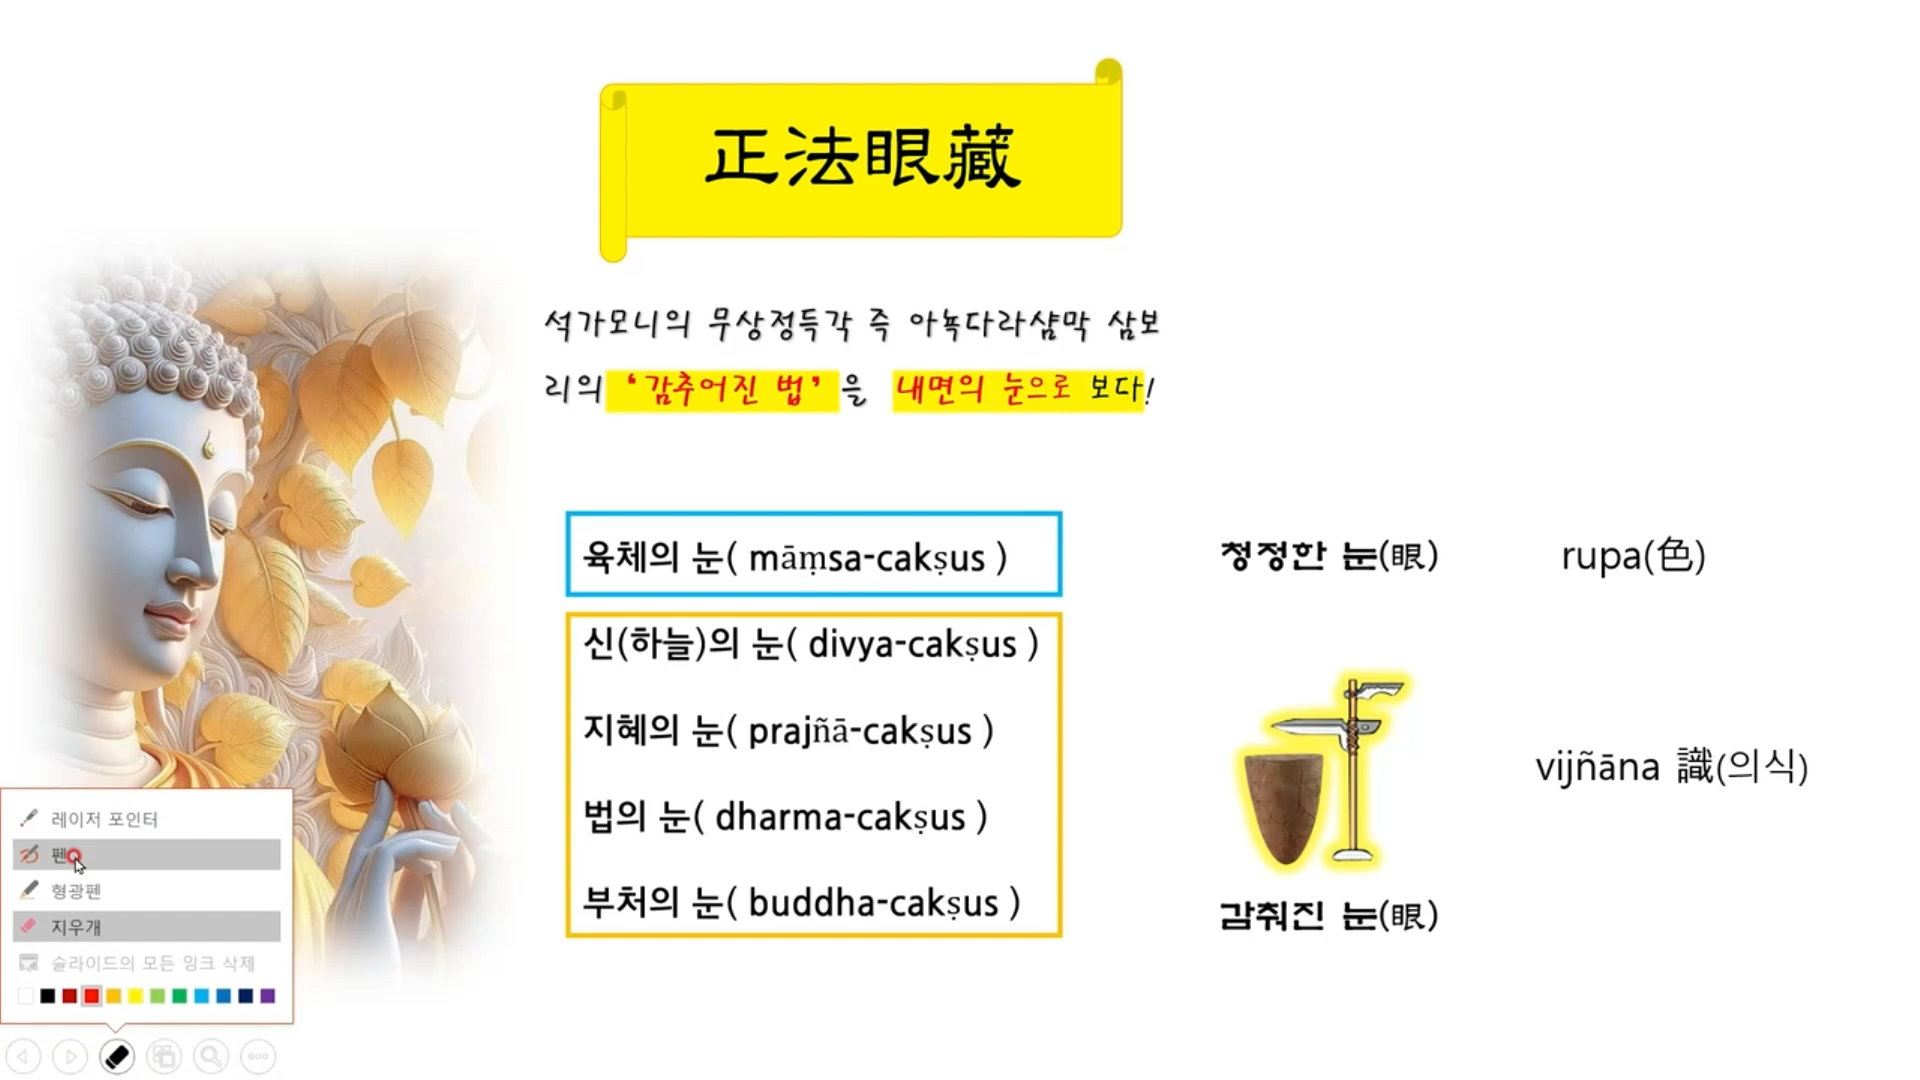 正法眼藏
석가모니의 무상정득각 즉 아뇩다라샴막 삼보
리의 ‘감추어진 법’을 내면의 눈으로 보다!
육체의 눈( māṃsa-cakṣus )
청정한 눈(眼)
rupa(色)
신(하늘)의 눈( divya-cakṣus )
지혜의 눈( prajñā-cakṣus )
법의 눈( dharma-cakṣus )
부처의 눈( buddha-cakṣus )
vijñāna 識(의식)
감춰진 눈(眼)
레이저 포인터
펜
형광펜
지우개
슬라이드의 모든 잉크 삭제